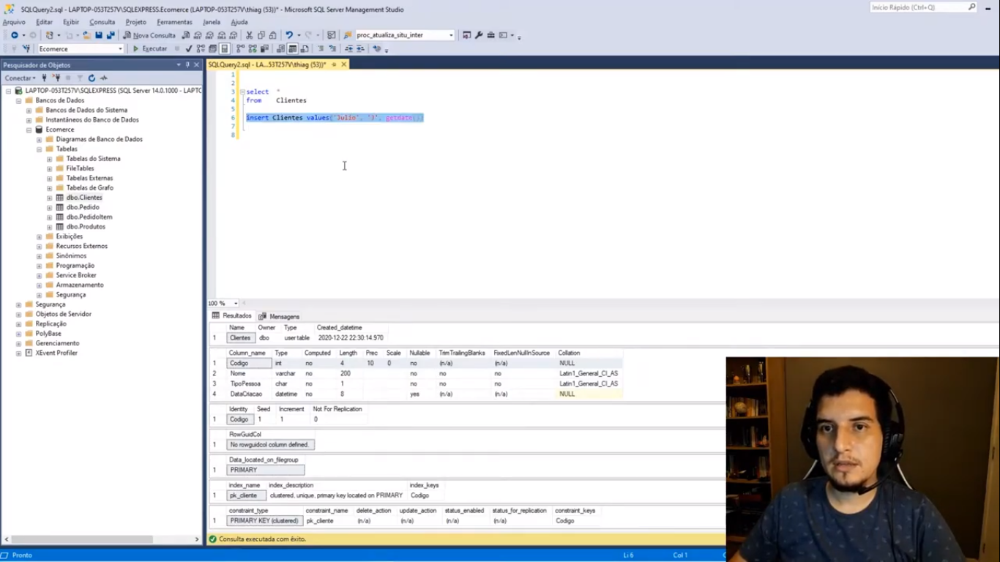 SQLQuery2.sql - LAPTOP-053T257V\SQLEXPRESS.Ecomerce (LAPTOP-053T257V\thiag (53))* - Microsoft SQL Server Management Studio
Início Rápido (Ctrl+Q)
Arquivo Editar Exibir Consulta Projeto Ferramentas Janela Ajuda
Nova Consulta proc_atualiza_situ_inter
Ecomerce Executar
Pesquisador de Objetos
SQLQuery2.sql - LA...53T257V\thiag (53))*
Conectar
LAPTOP-053T257V\SQLEXPRESS (SQL Server 14.0.1000 - LAPTC
Bancos de Dados
Bancos de Dados do Sistema
Instantâneos do Banco de Dados
Ecomerce
Diagramas de Banco de Dados
Tabelas
Tabelas do Sistema
FileTables
Tabelas Externas
Tabelas de Grafo
dbo.Clientes
dbo.Pedido
dbo.PedidoItem
dbo.Produtos
Exibições
Recursos Externos
Sinônimos
Programação
Service Broker
Armazenamento
Segurança
Segurança
Objetos de Servidor
Replicação
PolyBase
Gerenciamento
XEvent Profiler
1
2
3 select *
4 from Clientes
5
6 insert Clientes values('Julio', 'J', getdate())
7
8
100 %
Resultados Mensagens
Name Owner Type Created_datetime
1 Clientes dbo user table 2020-12-22 22:30:14.970
Column_name Type Computed Length Prec Scale Nullable TrimTrailingBlanks FixedLenNullInSource Collation
1 Codigo int no 4 10 0 no (n/a) (n/a) NULL
2 Nome varchar no 200 no no no Latin1_General_CI_AS
3 TipoPessoa char no 1 no no no Latin1_General_CI_AS
4 DataCriacao datetime no 8 yes (n/a) (n/a) NULL
Identity Seed Increment Not For Replication
1 Codigo 1 1 0
RowGuidCol
1 No rowguidcol column defined.
Data_located_on_filegroup
1 PRIMARY
index_name index_description index_keys
1 pk_cliente clustered, unique, primary key located on PRIMARY Codigo
constraint_type constraint_name delete_action update_action status_enabled status_for_replication constraint_keys
1 PRIMARY KEY (clustered) pk_cliente (n/a) (n/a) (n/a) (n/a) Codigo
Consulta executada com êxito.
Pronto Li 6 Col 1